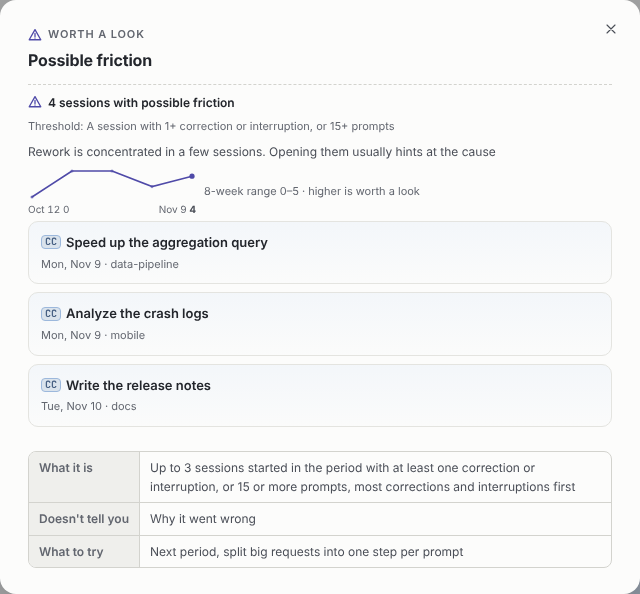 WORTH A LOOK
Possible friction
4 sessions with possible friction
Threshold: A session with 1+ correction or interruption, or 15+ prompts
Rework is concentrated in a few sessions. Opening them usually hints at the cause
8-week range 0–5 · higher is worth a look
Oct 12 0 Nov 9 4
CC Speed up the aggregation query
Mon, Nov 9 · data-pipeline
CC Analyze the crash logs
Mon, Nov 9 · mobile
CC Write the release notes
Tue, Nov 10 · docs
What it is
Up to 3 sessions started in the period with at least one correction or
interruption, or 15 or more prompts, most corrections and interruptions first
Doesn't tell you
Why it went wrong
What to try
Next period, split big requests into one step per prompt